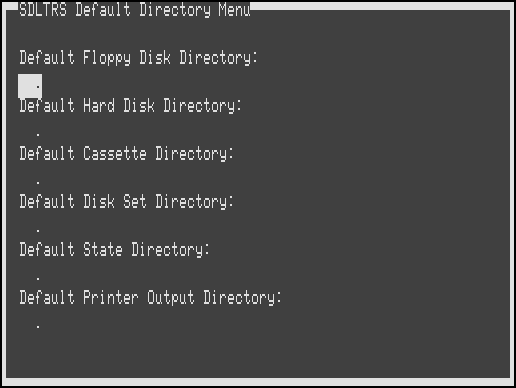 SDLTRS Default Directory Menu
Default Floppy Disk Directory:
.
Default Hard Disk Directory:
.
Default Cassette Directory:
.
Default Disk Set Directory:
.
Default State Directory:
.
Default Printer Output Directory:
.